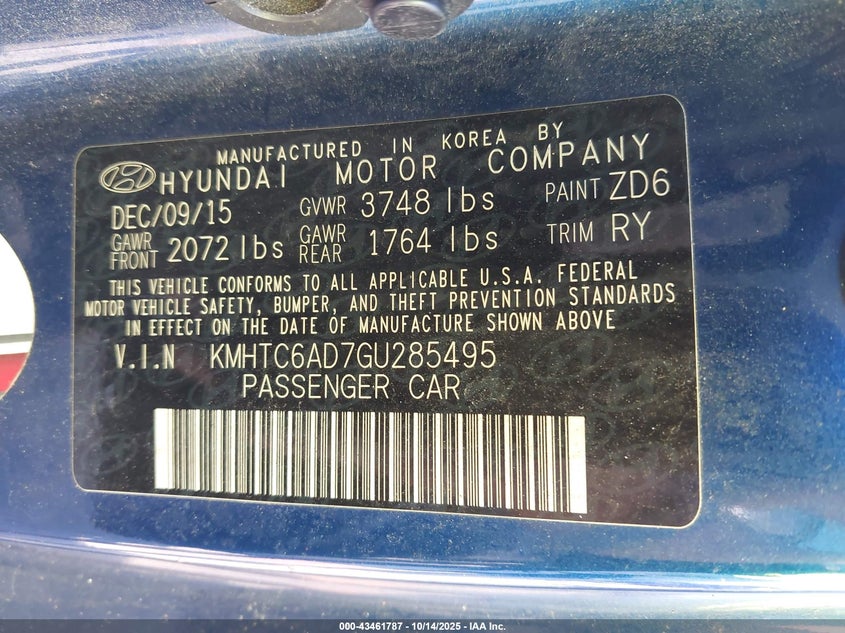 MANUFACTURED IN KOREA BY
HYUNDAI MOTOR COMPANY
DEC/09/15 GVWR 3748 lbs PAINT ZD6
GAWR FRONT 2072 lbs GAWR REAR 1764 lbs TRIM RY
THIS VEHICLE CONFORMS TO ALL APPLICABLE U.S.A. FEDERAL
MOTOR VEHICLE SAFETY, BUMPER, AND THEFT PREVENTION STANDARDS
IN EFFECT ON THE DATE OF MANUFACTURE SHOWN ABOVE
V.I.N KMHTC6AD7GU285495
PASSENGER CAR
000-43461787 - 10/14/2025 - IAA Inc.